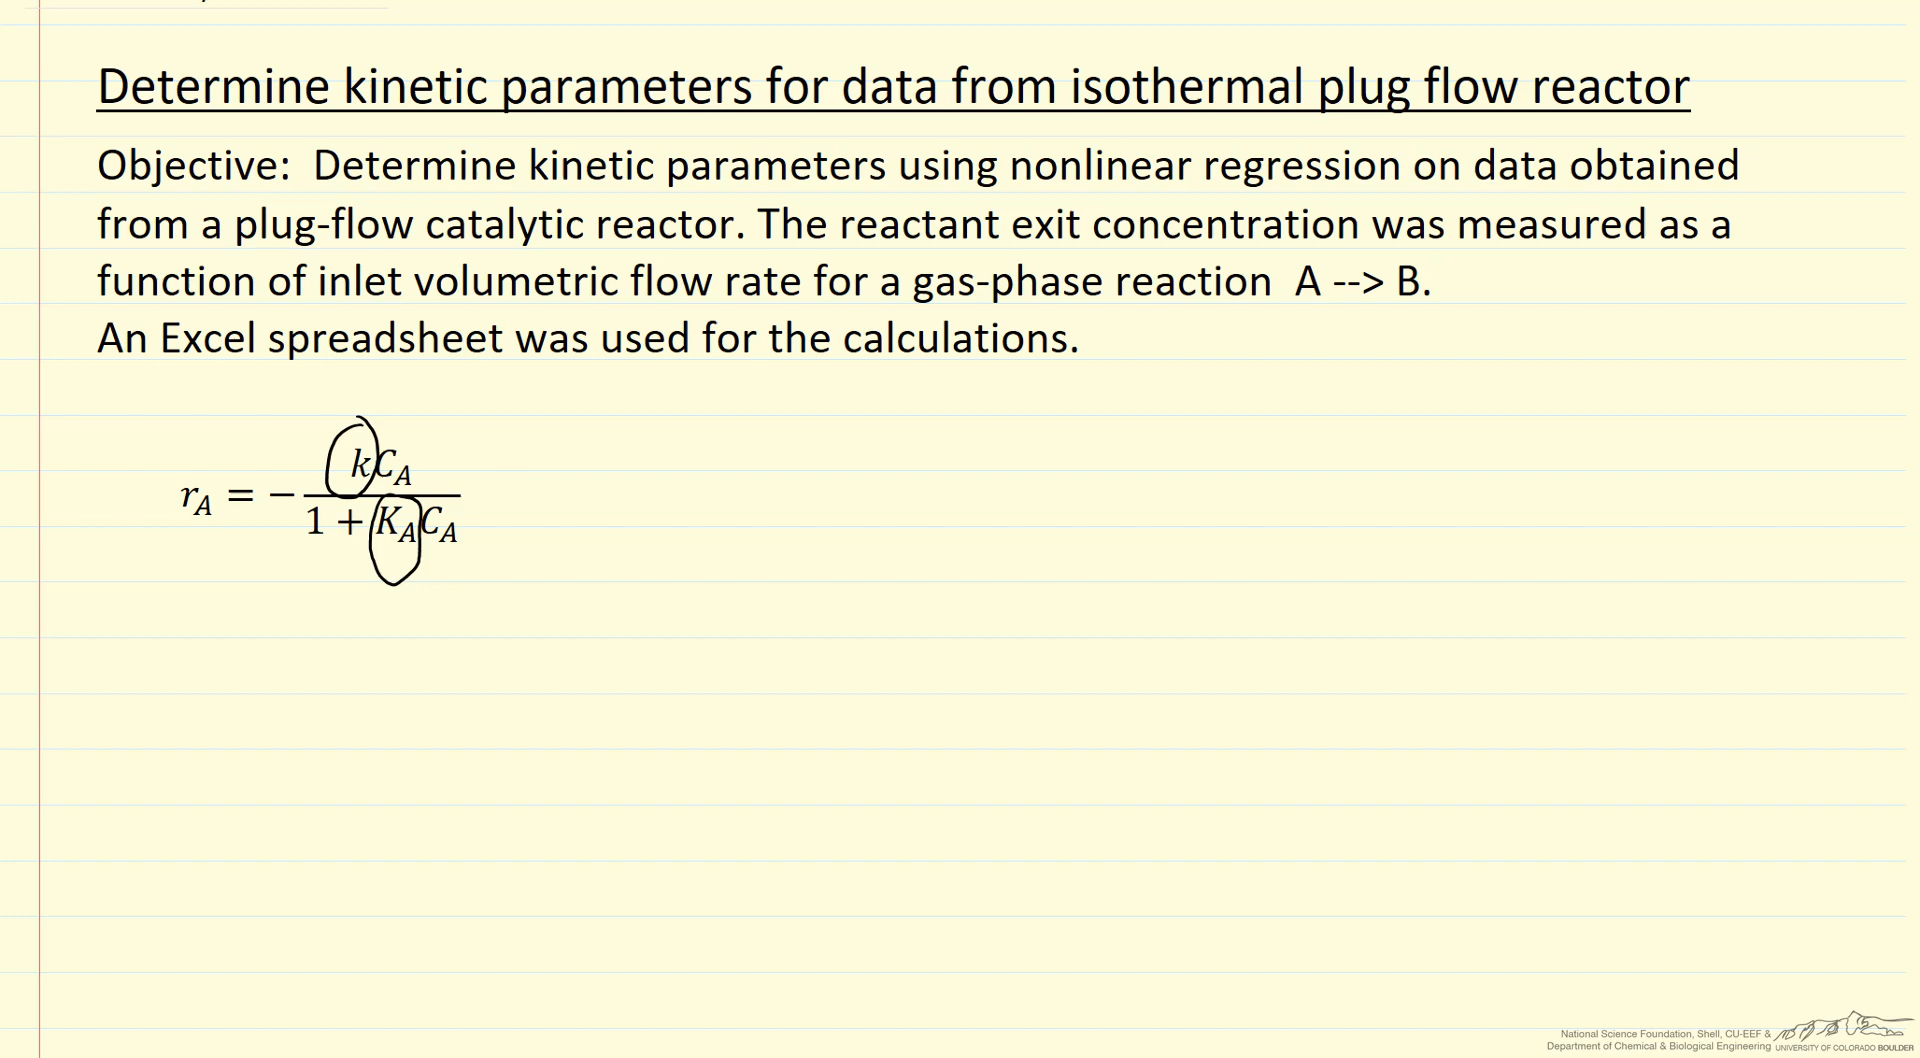 Determine kinetic parameters for data from isothermal plug flow reactor
Objective:  Determine kinetic parameters using nonlinear regression on data obtained
from a plug-flow catalytic reactor. The reactant exit concentration was measured as a
function of inlet volumetric flow rate for a gas-phase reaction  A --> B.
An Excel spreadsheet was used for the calculations.
r_A = − kC_A / (1 + K_AC_A)
National Science Foundation, Shell, CU-EEF &
Department of Chemical & Biological Engineering UNIVERSITY OF COLORADO BOULDER